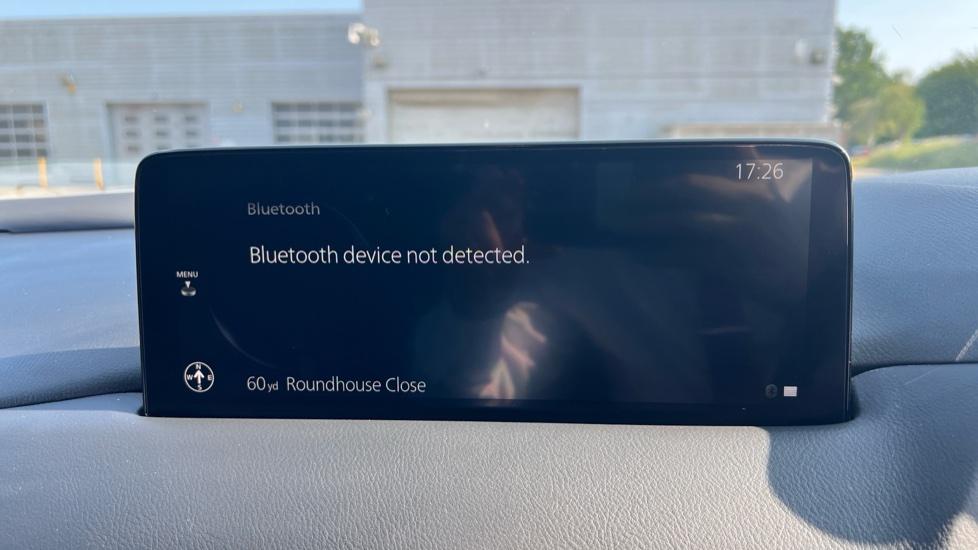 17:26
Bluetooth
Bluetooth device not detected.
MENU
N
W E
S
60yd Roundhouse Close